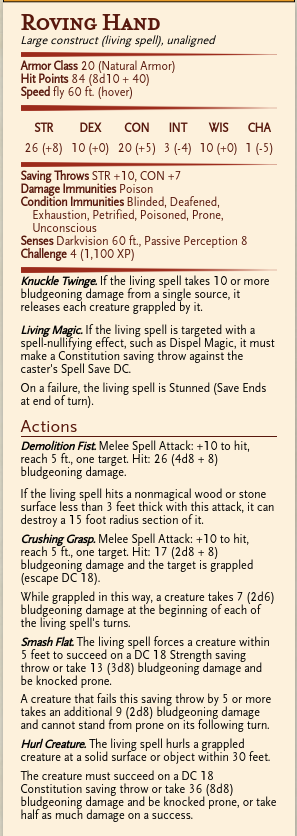 Roving Hand
Large construct (living spell), unaligned
Armor Class 20 (Natural Armor)
Hit Points 84 (8d10 + 40)
Speed fly 60 ft. (hover)
STR DEX CON INT WIS CHA
26 (+8) 10 (+0) 20 (+5) 3 (-4) 10 (+0) 1 (-5)
Saving Throws STR +10, CON +7
Damage Immunities Poison
Condition Immunities Blinded, Deafened,
Exhaustion, Petrified, Poisoned, Prone,
Unconscious
Senses Darkvision 60 ft., Passive Perception 8
Challenge 4 (1,100 XP)
Knuckle Twinge. If the living spell takes 10 or more
bludgeoning damage from a single source, it
releases each creature grappled by it.
Living Magic. If the living spell is targeted with a
spell-nullifying effect, such as Dispel Magic, it must
make a Constitution saving throw against the
caster's Spell Save DC.
On a failure, the living spell is Stunned (Save Ends
at end of turn).
Actions
Demolition Fist. Melee Spell Attack: +10 to hit,
reach 5 ft., one target. Hit: 26 (4d8 + 8)
bludgeoning damage.
If the living spell hits a nonmagical wood or stone
surface less than 3 feet thick with this attack, it can
destroy a 15 foot radius section of it.
Crushing Grasp. Melee Spell Attack: +10 to hit,
reach 5 ft., one target. Hit: 17 (2d8 + 8)
bludgeoning damage and the target is grappled
(escape DC 18).
While grappled in this way, a creature takes 7 (2d6)
bludgeoning damage at the beginning of each of
the living spell's turns.
Smash Flat. The living spell forces a creature within
5 feet to succeed on a DC 18 Strength saving
throw or take 13 (3d8) bludgeoning damage and
be knocked prone.
A creature that fails this saving throw by 5 or more
takes an additional 9 (2d8) bludgeoning damage
and cannot stand from prone on its following turn.
Hurl Creature. The living spell hurls a grappled
creature at a solid surface or object within 30 feet.
The creature must succeed on a DC 18
Constitution saving throw or take 36 (8d8)
bludgeoning damage and be knocked prone, or take
half as much damage on a success.